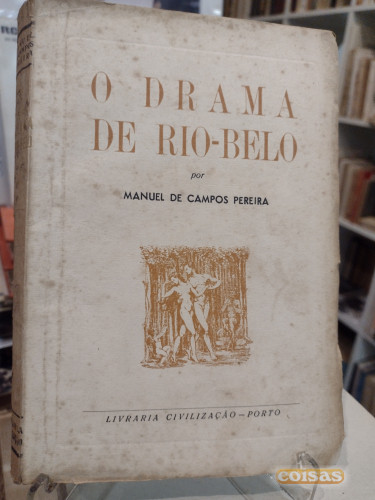 O DRAMA
DE RIO-BELO
por
MANUEL DE CAMPOS PEREIRA
LIVRARIA CIVILIZAÇÃO — PORTO
coisas